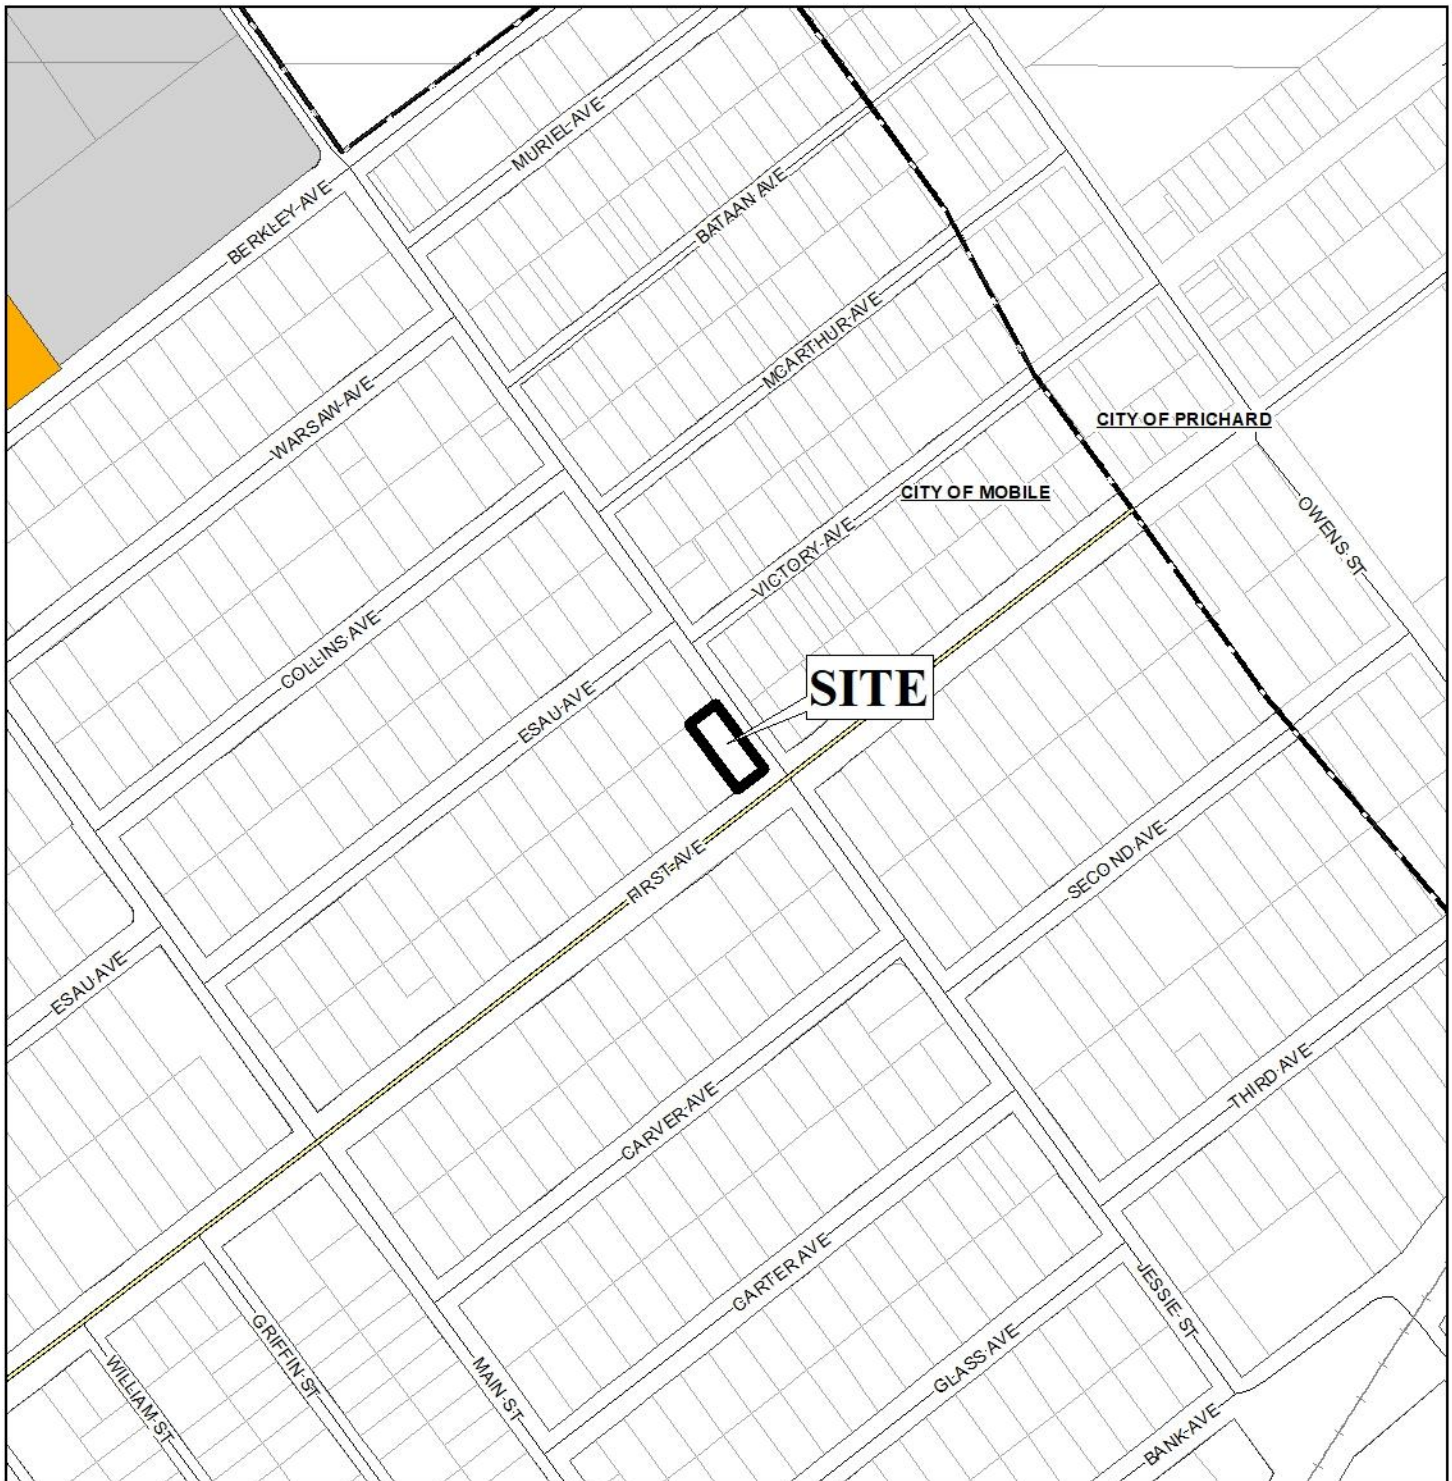 MURIEL AVE
BATAAN AVE
BERKLEY AVE
MCARTHUR AVE
WARSAW AVE
CITY OF PRICHARD
CITY OF MOBILE
OWENS ST
VICTORY AVE
COLLINS AVE
ESAU AVE
SITE
FIRST AVE
SECOND AVE
ESAU AVE
THIRD AVE
CARVER AVE
CARTER AVE
JESSIE ST
GRIFFIN ST
GLASS AVE
WILLIAM ST
MAIN ST
BANK AVE